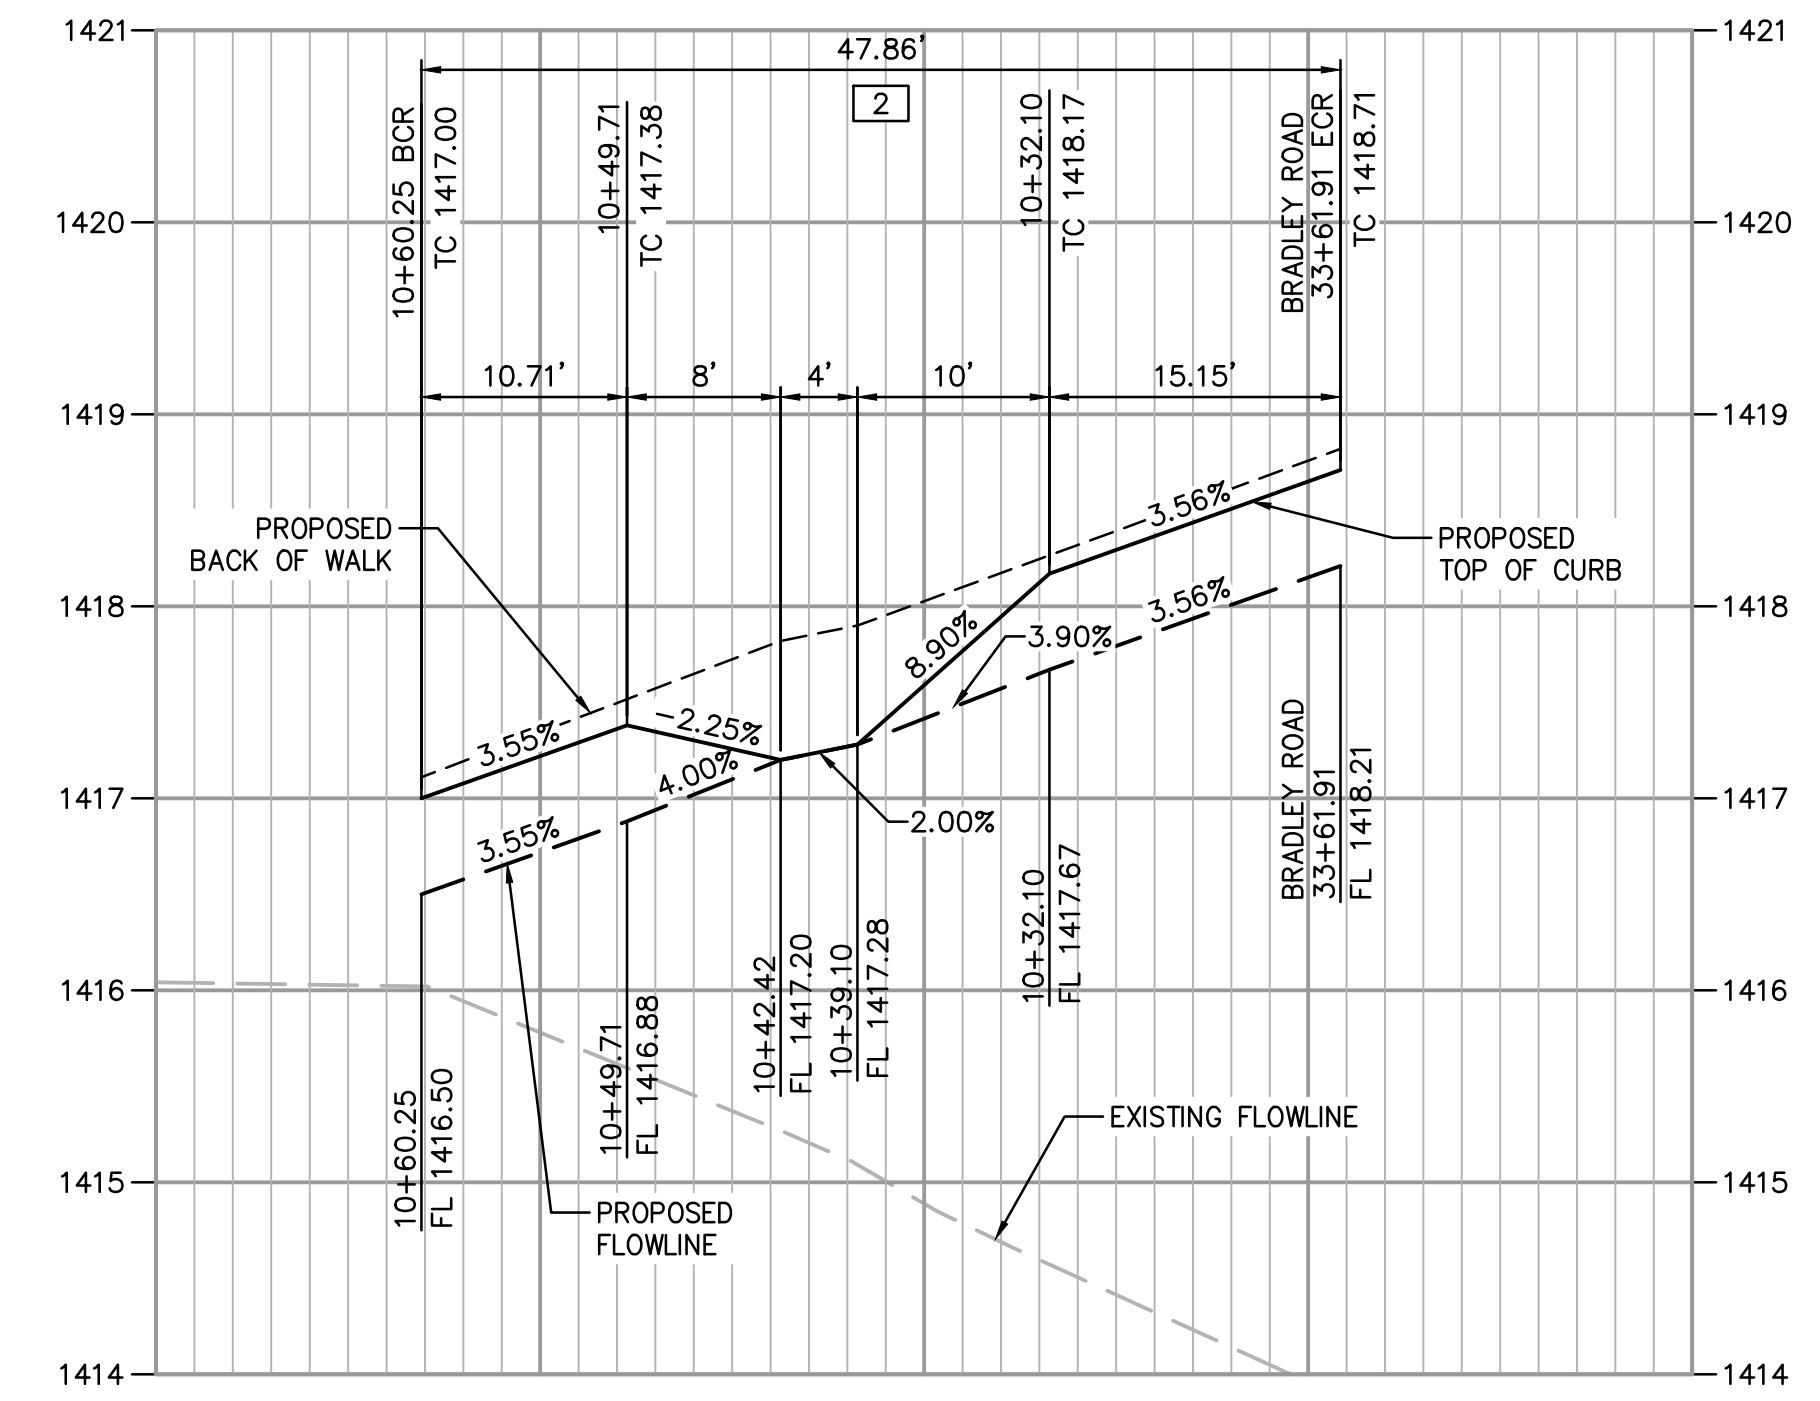 1421
1421
47.86'
2
10+60.25 BCR
TC 1417.00
10+49.71
TC 1417.38
10+32.10
TC 1418.17
BRADLEY ROAD
33+61.91 ECR
TC 1418.71
1420
1420
10.71'
8'
4'
10'
15.15'
1419
1419
PROPOSED
BACK OF WALK
3.56%
PROPOSED
TOP OF CURB
1418
1418
3.56%
8.90%
3.90%
3.55%
-2.25%
4.00%
1417
1417
3.55%
2.00%
BRADLEY ROAD
33+61.91
FL 1418.21
10+32.10
FL 1417.67
10+42.42
FL 1417.20
10+39.10
FL 1417.28
1416
1416
10+49.71
FL 1416.88
10+60.25
FL 1416.50
EXISTING FLOWLINE
1415
1415
PROPOSED
FLOWLINE
1414
1414